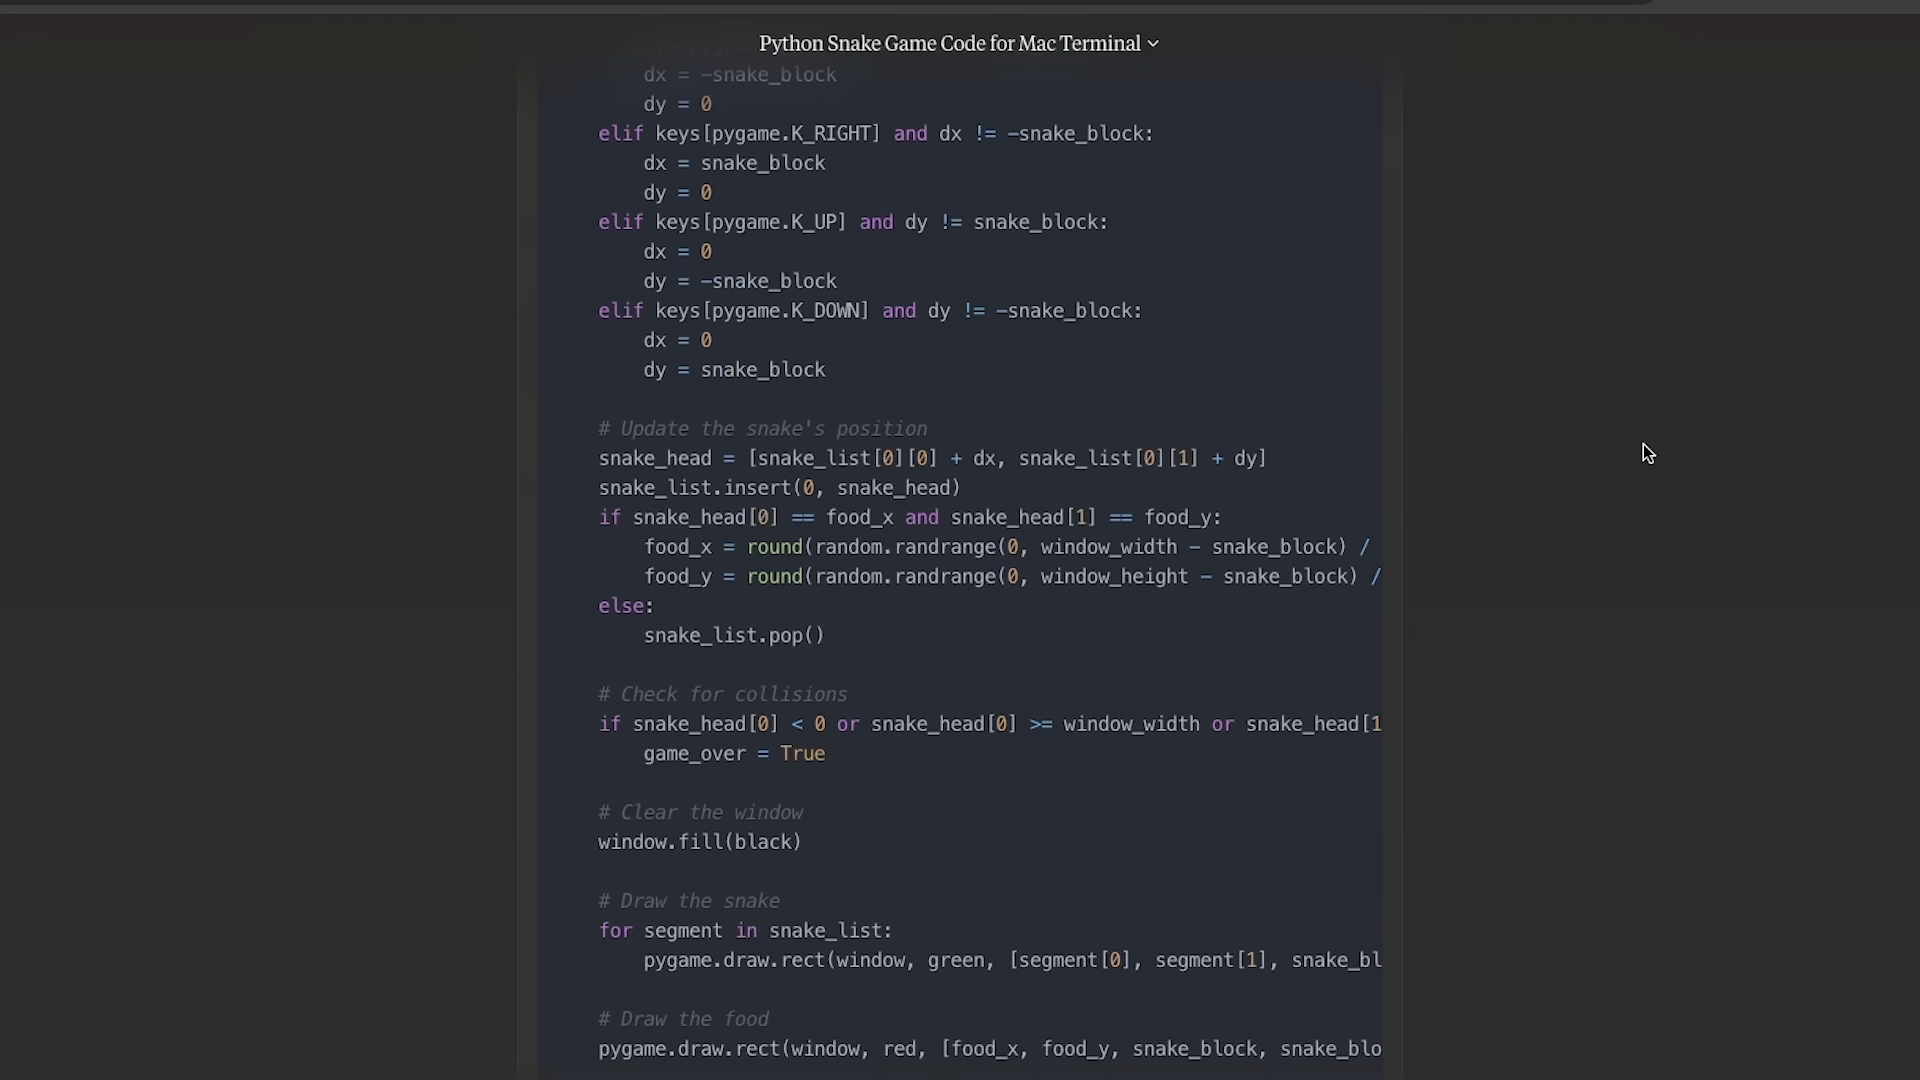 Python Snake Game Code for Mac Terminal
dx = -snake_block
dy = 0
elif keys[pygame.K_RIGHT] and dx != -snake_block:
dx = snake_block
dy = 0
elif keys[pygame.K_UP] and dy != snake_block:
dx = 0
dy = -snake_block
elif keys[pygame.K_DOWN] and dy != -snake_block:
dx = 0
dy = snake_block
# Update the snake's position
snake_head = [snake_list[0][0] + dx, snake_list[0][1] + dy]
snake_list.insert(0, snake_head)
if snake_head[0] == food_x and snake_head[1] == food_y:
food_x = round(random.randrange(0, window_width - snake_block) /
food_y = round(random.randrange(0, window_height - snake_block) /
else:
snake_list.pop()
# Check for collisions
if snake_head[0] < 0 or snake_head[0] >= window_width or snake_head[1
game_over = True
# Clear the window
window.fill(black)
# Draw the snake
for segment in snake_list:
pygame.draw.rect(window, green, [segment[0], segment[1], snake_bl
# Draw the food
pygame.draw.rect(window, red, [food_x, food_y, snake_block, snake_blo